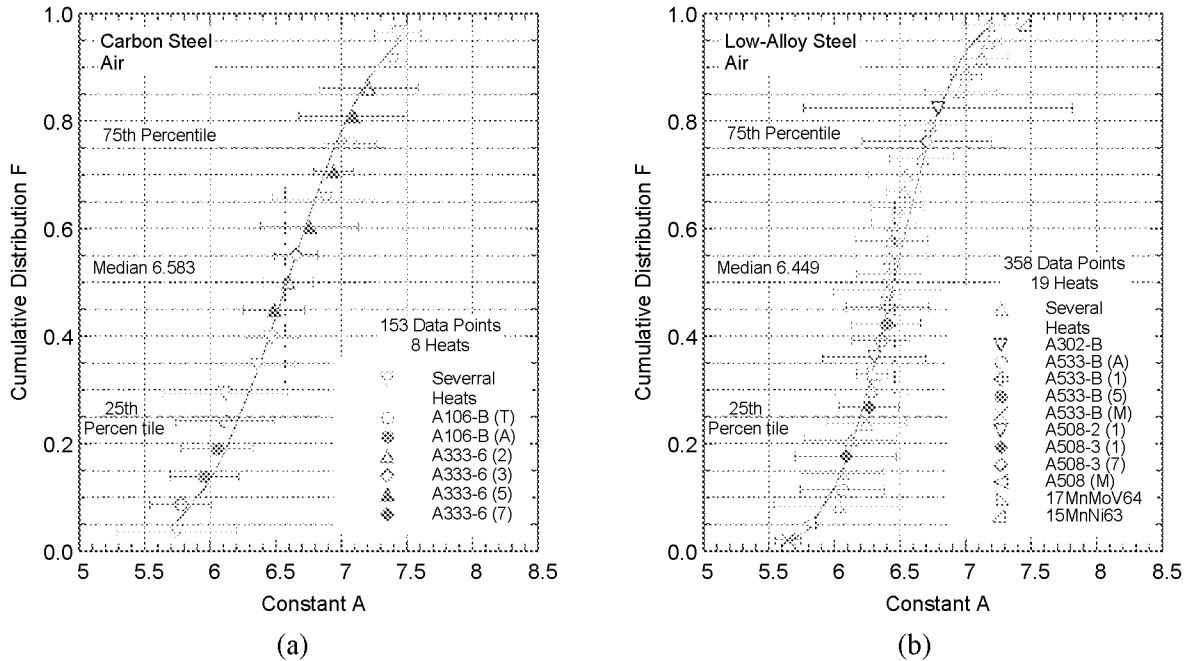 Carbon Steel
Air
75th Percentile
Median 6.583
25th
Percentile
153 Data Points
8 Heats
Severral
Heats
A106-B (T)
A106-B (A)
A333-6 (2)
A333-6 (3)
A333-6 (5)
A333-6 (7)
Cumulative Distribution F
1.0
0.8
0.6
0.4
0.2
0.0
5 5.5 6 6.5 7 7.5 8 8.5
Constant A
(a)
Low-Alloy Steel
Air
75th Percentile
Median 6.449
25th
Percentile
358 Data Points
19 Heats
Several
Heats
A302-B
A533-B (A)
A533-B (1)
A533-B (5)
A533-B (M)
A508-2 (1)
A508-3 (1)
A508-3 (7)
A508 (M)
17MnMoV64
15MnNi63
Cumulative Distribution F
1.0
0.8
0.6
0.4
0.2
0.0
5 5.5 6 6.5 7 7.5 8 8.5
Constant A
(b)